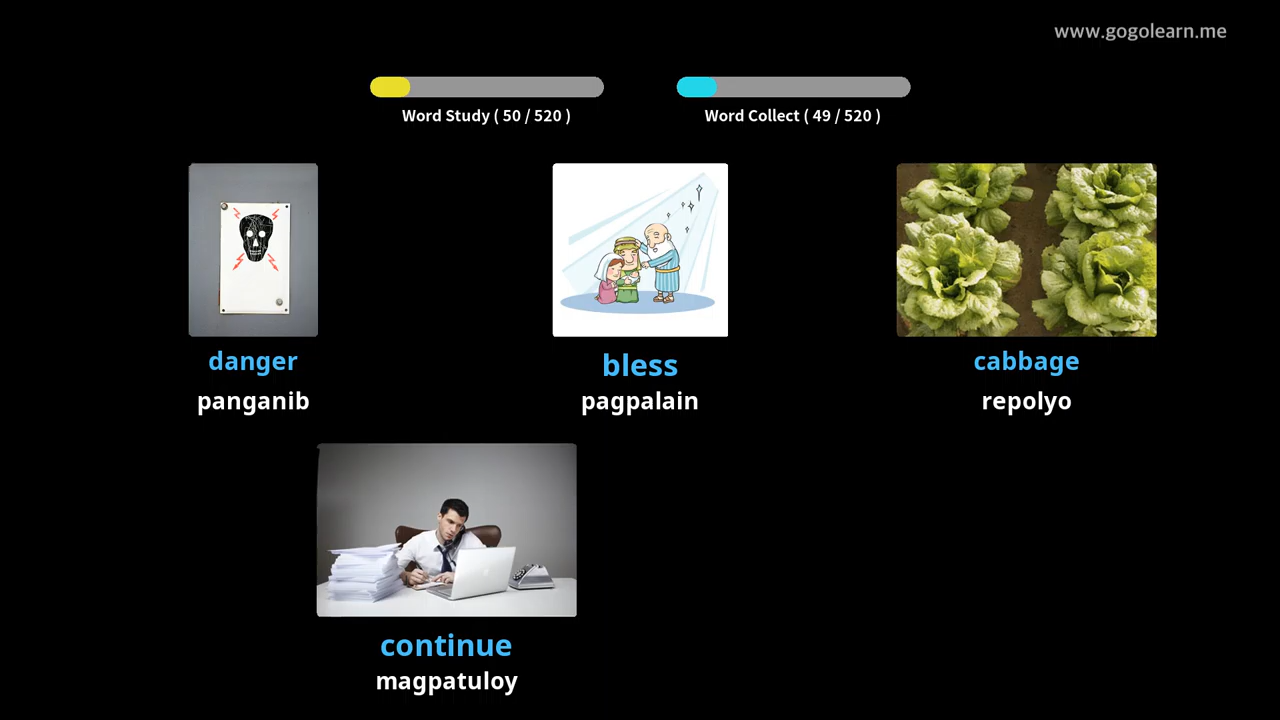 www.gogolearn.me
Word Study ( 50 / 520 )
Word Collect ( 49 / 520 )
danger
panganib
bless
pagpalain
cabbage
repolyo
continue
magpatuloy